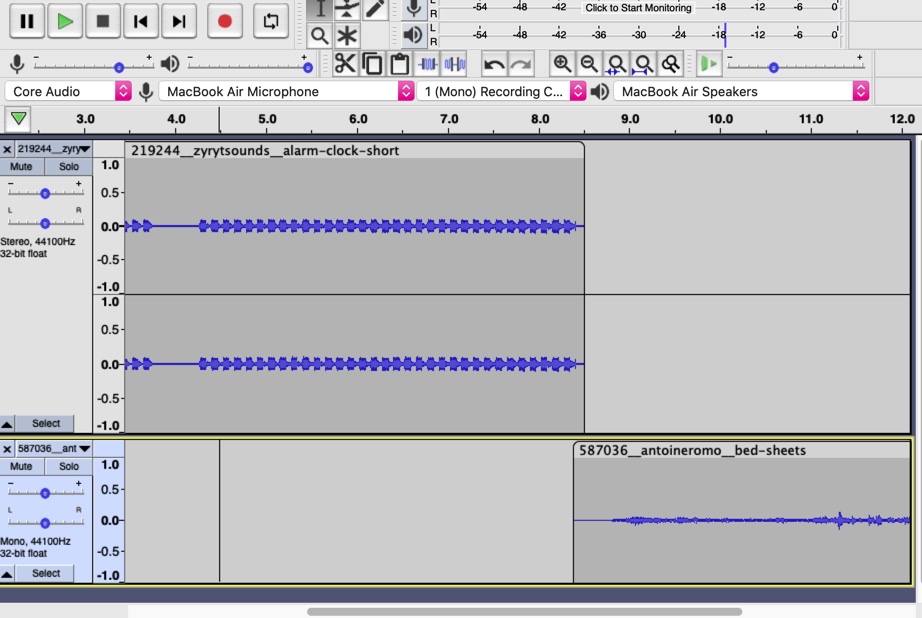 L
R
-54 -48 -42 Click to Start Monitoring -18 -12 -6 0
L
R
-54 -48 -42 -36 -30 -24 -18 -12 -6 0
- + - + - +
Core Audio MacBook Air Microphone 1 (Mono) Recording C... MacBook Air Speakers
3.0 4.0 5.0 6.0 7.0 8.0 9.0 10.0 11.0 12.0
219244__zyry 219244__zyrytsounds__alarm-clock-short
Mute Solo
1.0
- +
0.5
L R
0.0
Stereo, 44100Hz
32-bit float
-0.5
-1.0
1.0
0.5
0.0
-0.5
Select
-1.0
587036__ant 587036__antoineromo__bed-sheets
Mute Solo
1.0
- +
0.5
L R
0.0
Mono, 44100Hz
32-bit float
-0.5
Select
-1.0